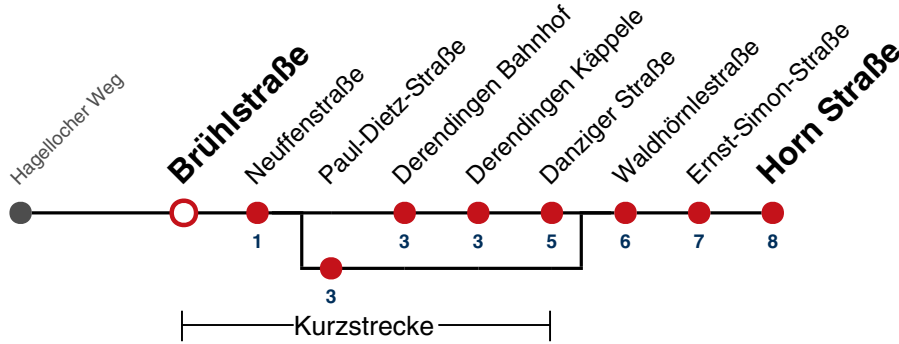 Hagellocher Weg
Brühlstraße
Neuffenstraße
Paul-Dietz-Straße
Derendingen Bahnhof
Derendingen Käppele
Danziger Straße
Waldhörnlestraße
Ernst-Simon-Straße
Horn Straße
1 3 3 5 6 7 8
3
Kurzstrecke